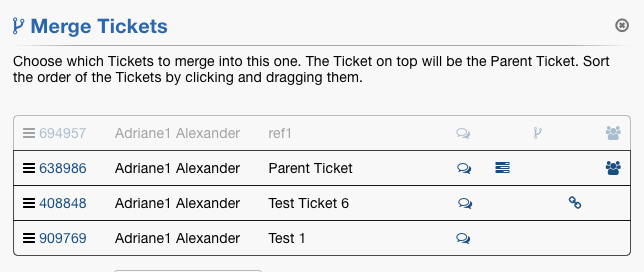 Merge Tickets
Choose which Tickets to merge into this one. The Ticket on top will be the Parent Ticket. Sort
the order of the Tickets by clicking and dragging them.
694957 Adriane1 Alexander ref1
638986 Adriane1 Alexander Parent Ticket
408848 Adriane1 Alexander Test Ticket 6
909769 Adriane1 Alexander Test 1